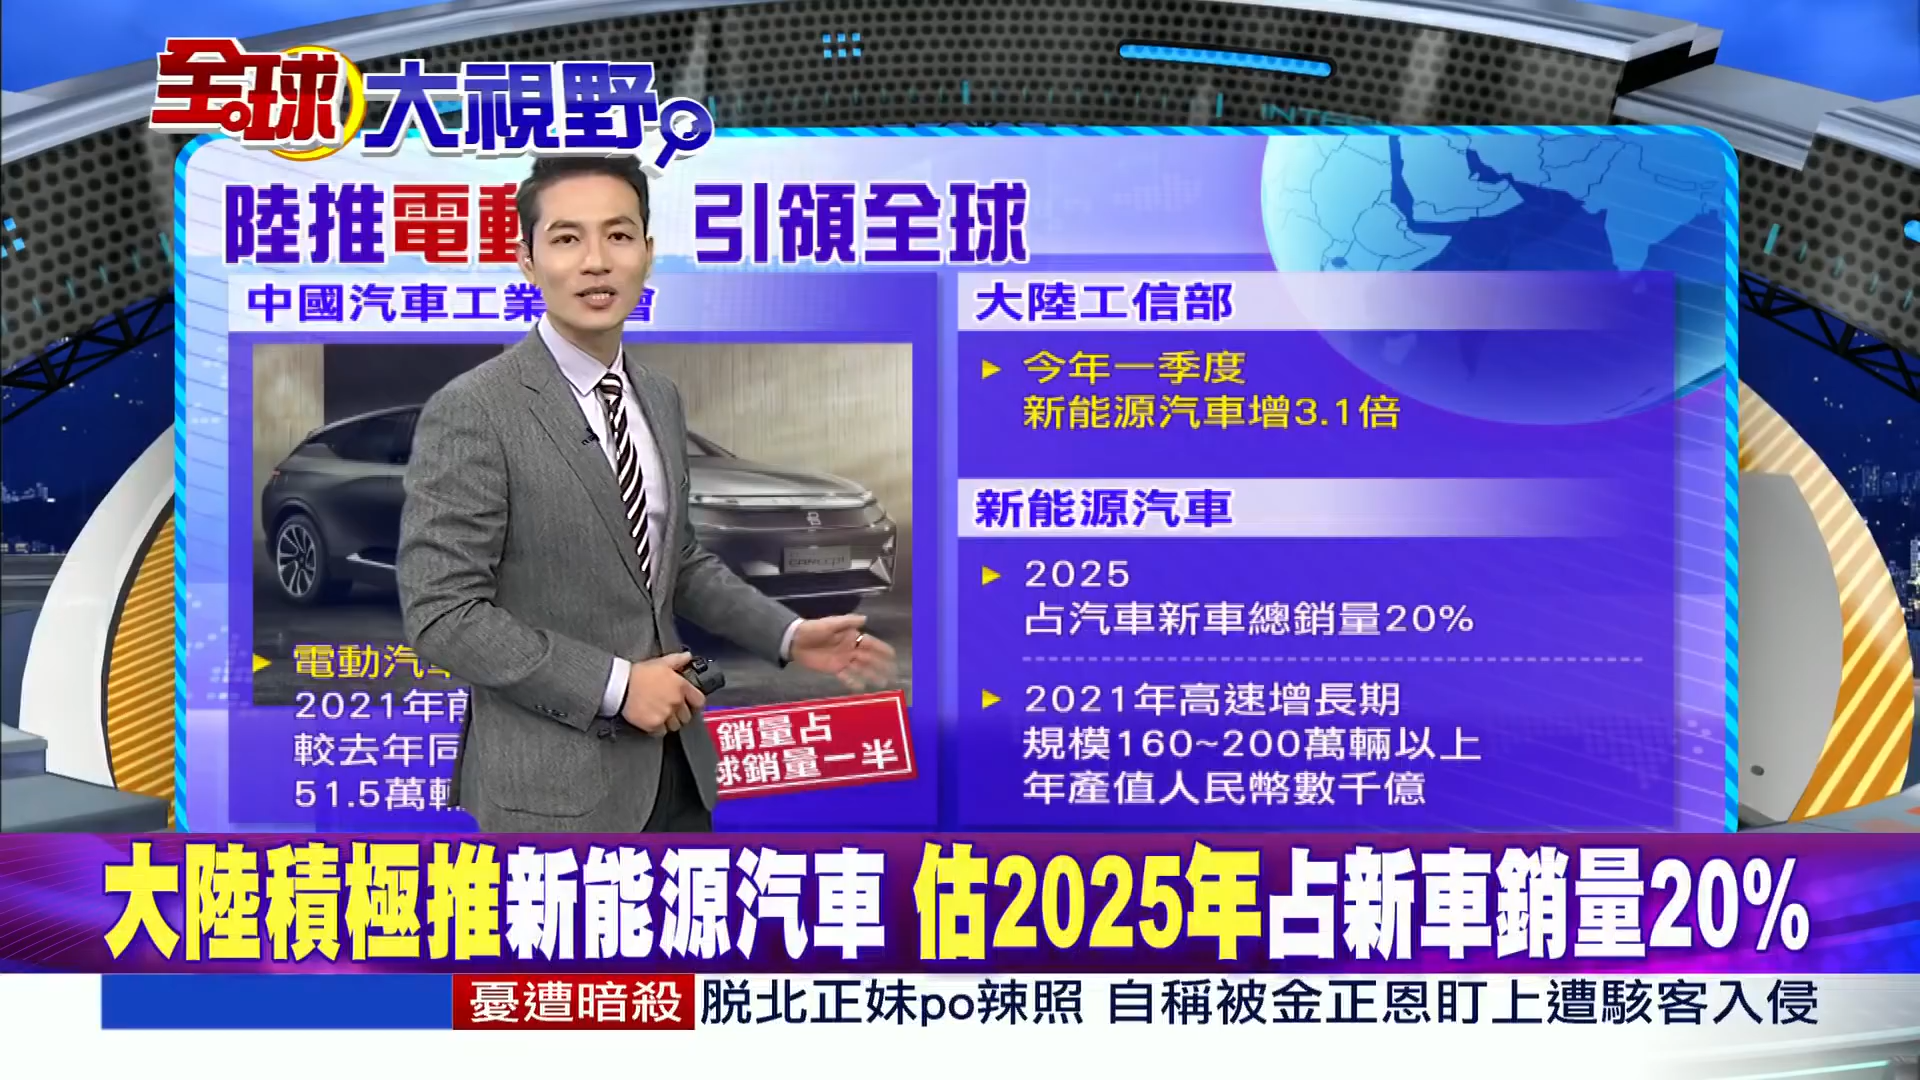 全球大視野
陸推電動 引領全球
中國汽車工業 會
電動汽
2021年前
較去年同
51.5萬輛
銷量占
球銷量一半
大陸工信部
今年一季度
新能源汽車增3.1倍
新能源汽車
2025
占汽車新車總銷量20%
2021年高速增長期
規模160~200萬輛以上
年產值人民幣數千億
大陸積極推新能源汽車 估2025年占新車銷量20%
憂遭暗殺 脫北正妹po辣照 自稱被金正恩盯上遭駭客入侵